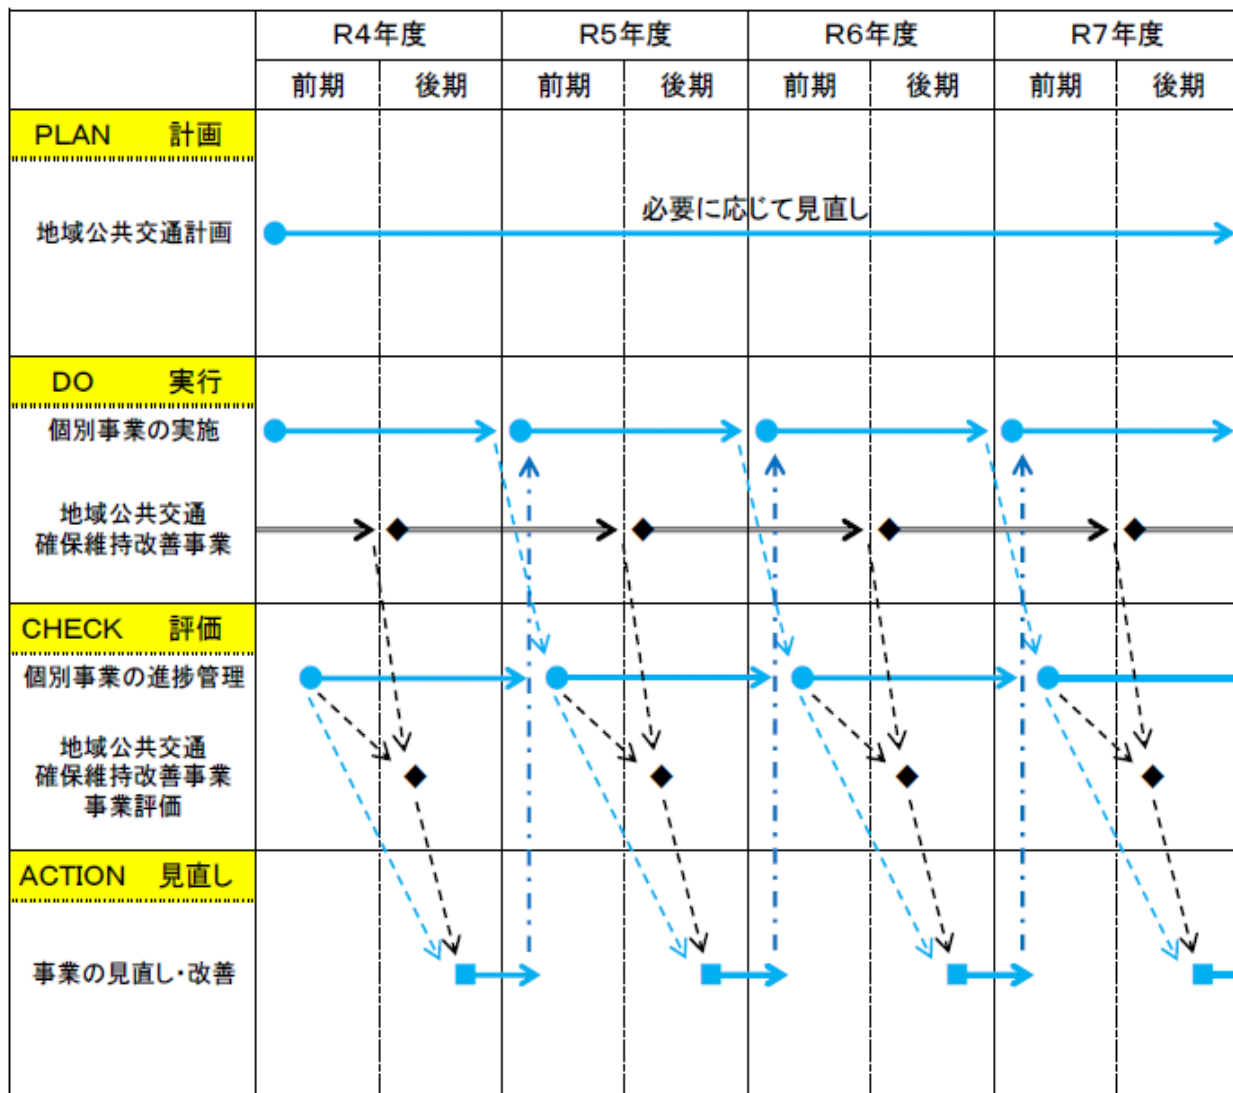 R4年度 R5年度 R6年度 R7年度
前期 後期 前期 後期 前期 後期 前期 後期
PLAN 計画
必要に応じて見直し
地域公共交通計画
DO 実行
個別事業の実施
地域公共交通
確保維持改善事業
CHECK 評価
個別事業の進捗管理
地域公共交通
確保維持改善事業
事業評価
ACTION 見直し
事業の見直し・改善